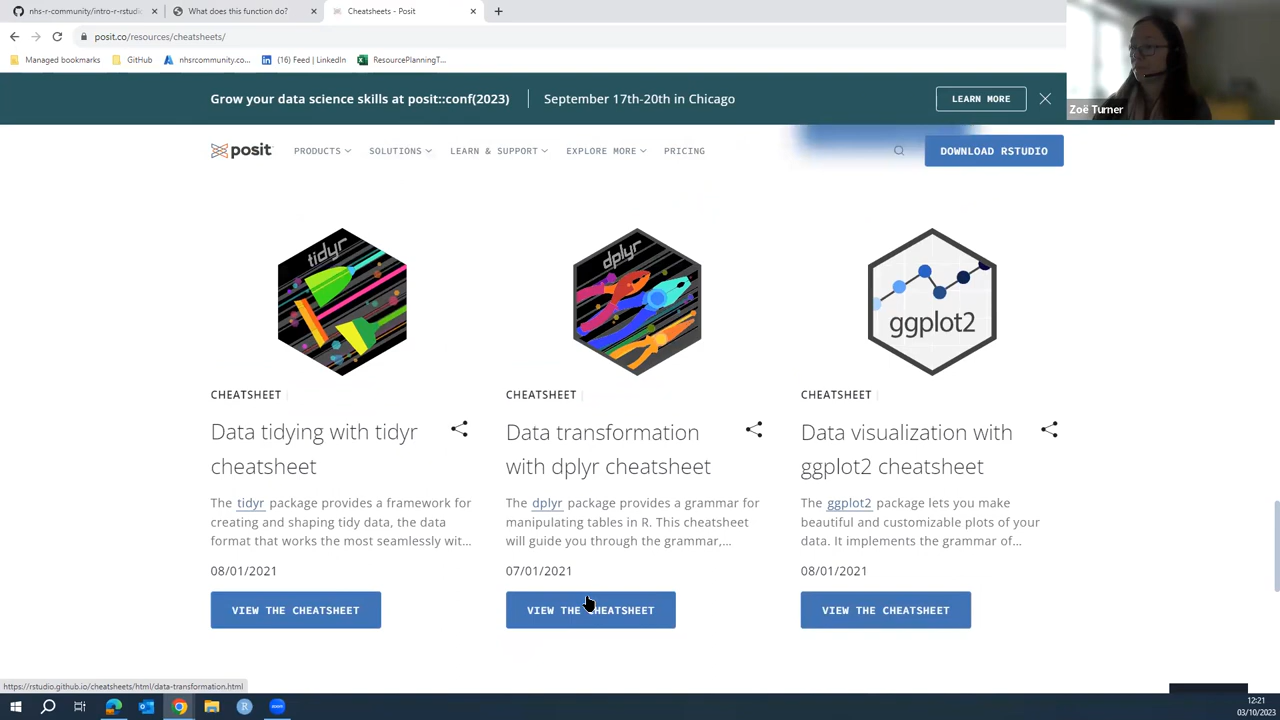 nhs-r-community/intro-r-rstudio
What does this function do?
Cheatsheets - Posit
posit.co/resources/cheatsheets/
Managed bookmarks
GitHub
nhsrcommunity.co...
(16) Feed | LinkedIn
ResourcePlanningT...
Zoë Turner
Grow your data science skills at posit::conf(2023)
September 17th-20th in Chicago
LEARN MORE
posit
PRODUCTS
SOLUTIONS
LEARN & SUPPORT
EXPLORE MORE
PRICING
DOWNLOAD RSTUDIO
tidyr
dplyr
ggplot2
CHEATSHEET
Data tidying with tidyr
cheatsheet
The tidyr package provides a framework for
creating and shaping tidy data, the data
format that works the most seamlessly wit...
08/01/2021
VIEW THE CHEATSHEET
CHEATSHEET
Data transformation
with dplyr cheatsheet
The dplyr package provides a grammar for
manipulating tables in R. This cheatsheet
will guide you through the grammar,...
07/01/2021
VIEW THE CHEATSHEET
CHEATSHEET
Data visualization with
ggplot2 cheatsheet
The ggplot2 package lets you make
beautiful and customizable plots of your
data. It implements the grammar of...
08/01/2021
VIEW THE CHEATSHEET
https://rstudio.github.io/cheatsheets/html/data-transformation.html
12:21
03/10/2023